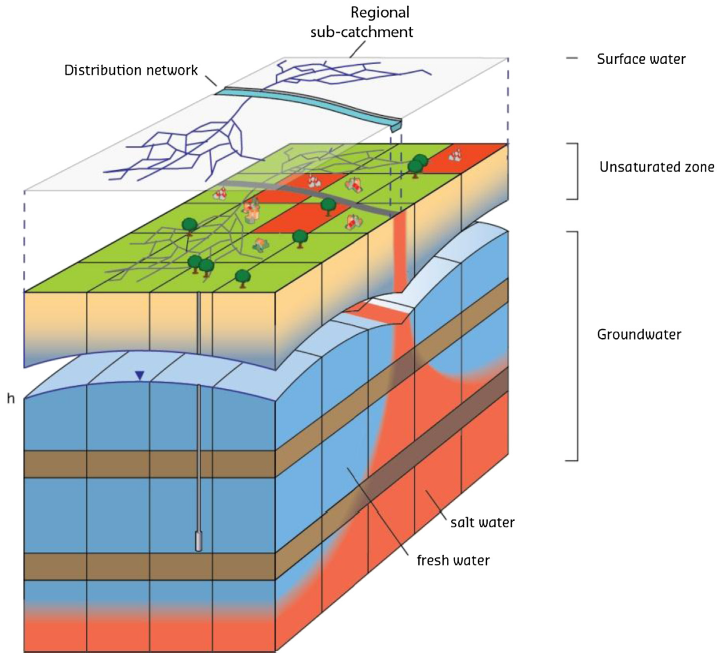 Regional
sub-catchment
Distribution network
Surface water
Unsaturated zone
Groundwater
h
salt water
fresh water